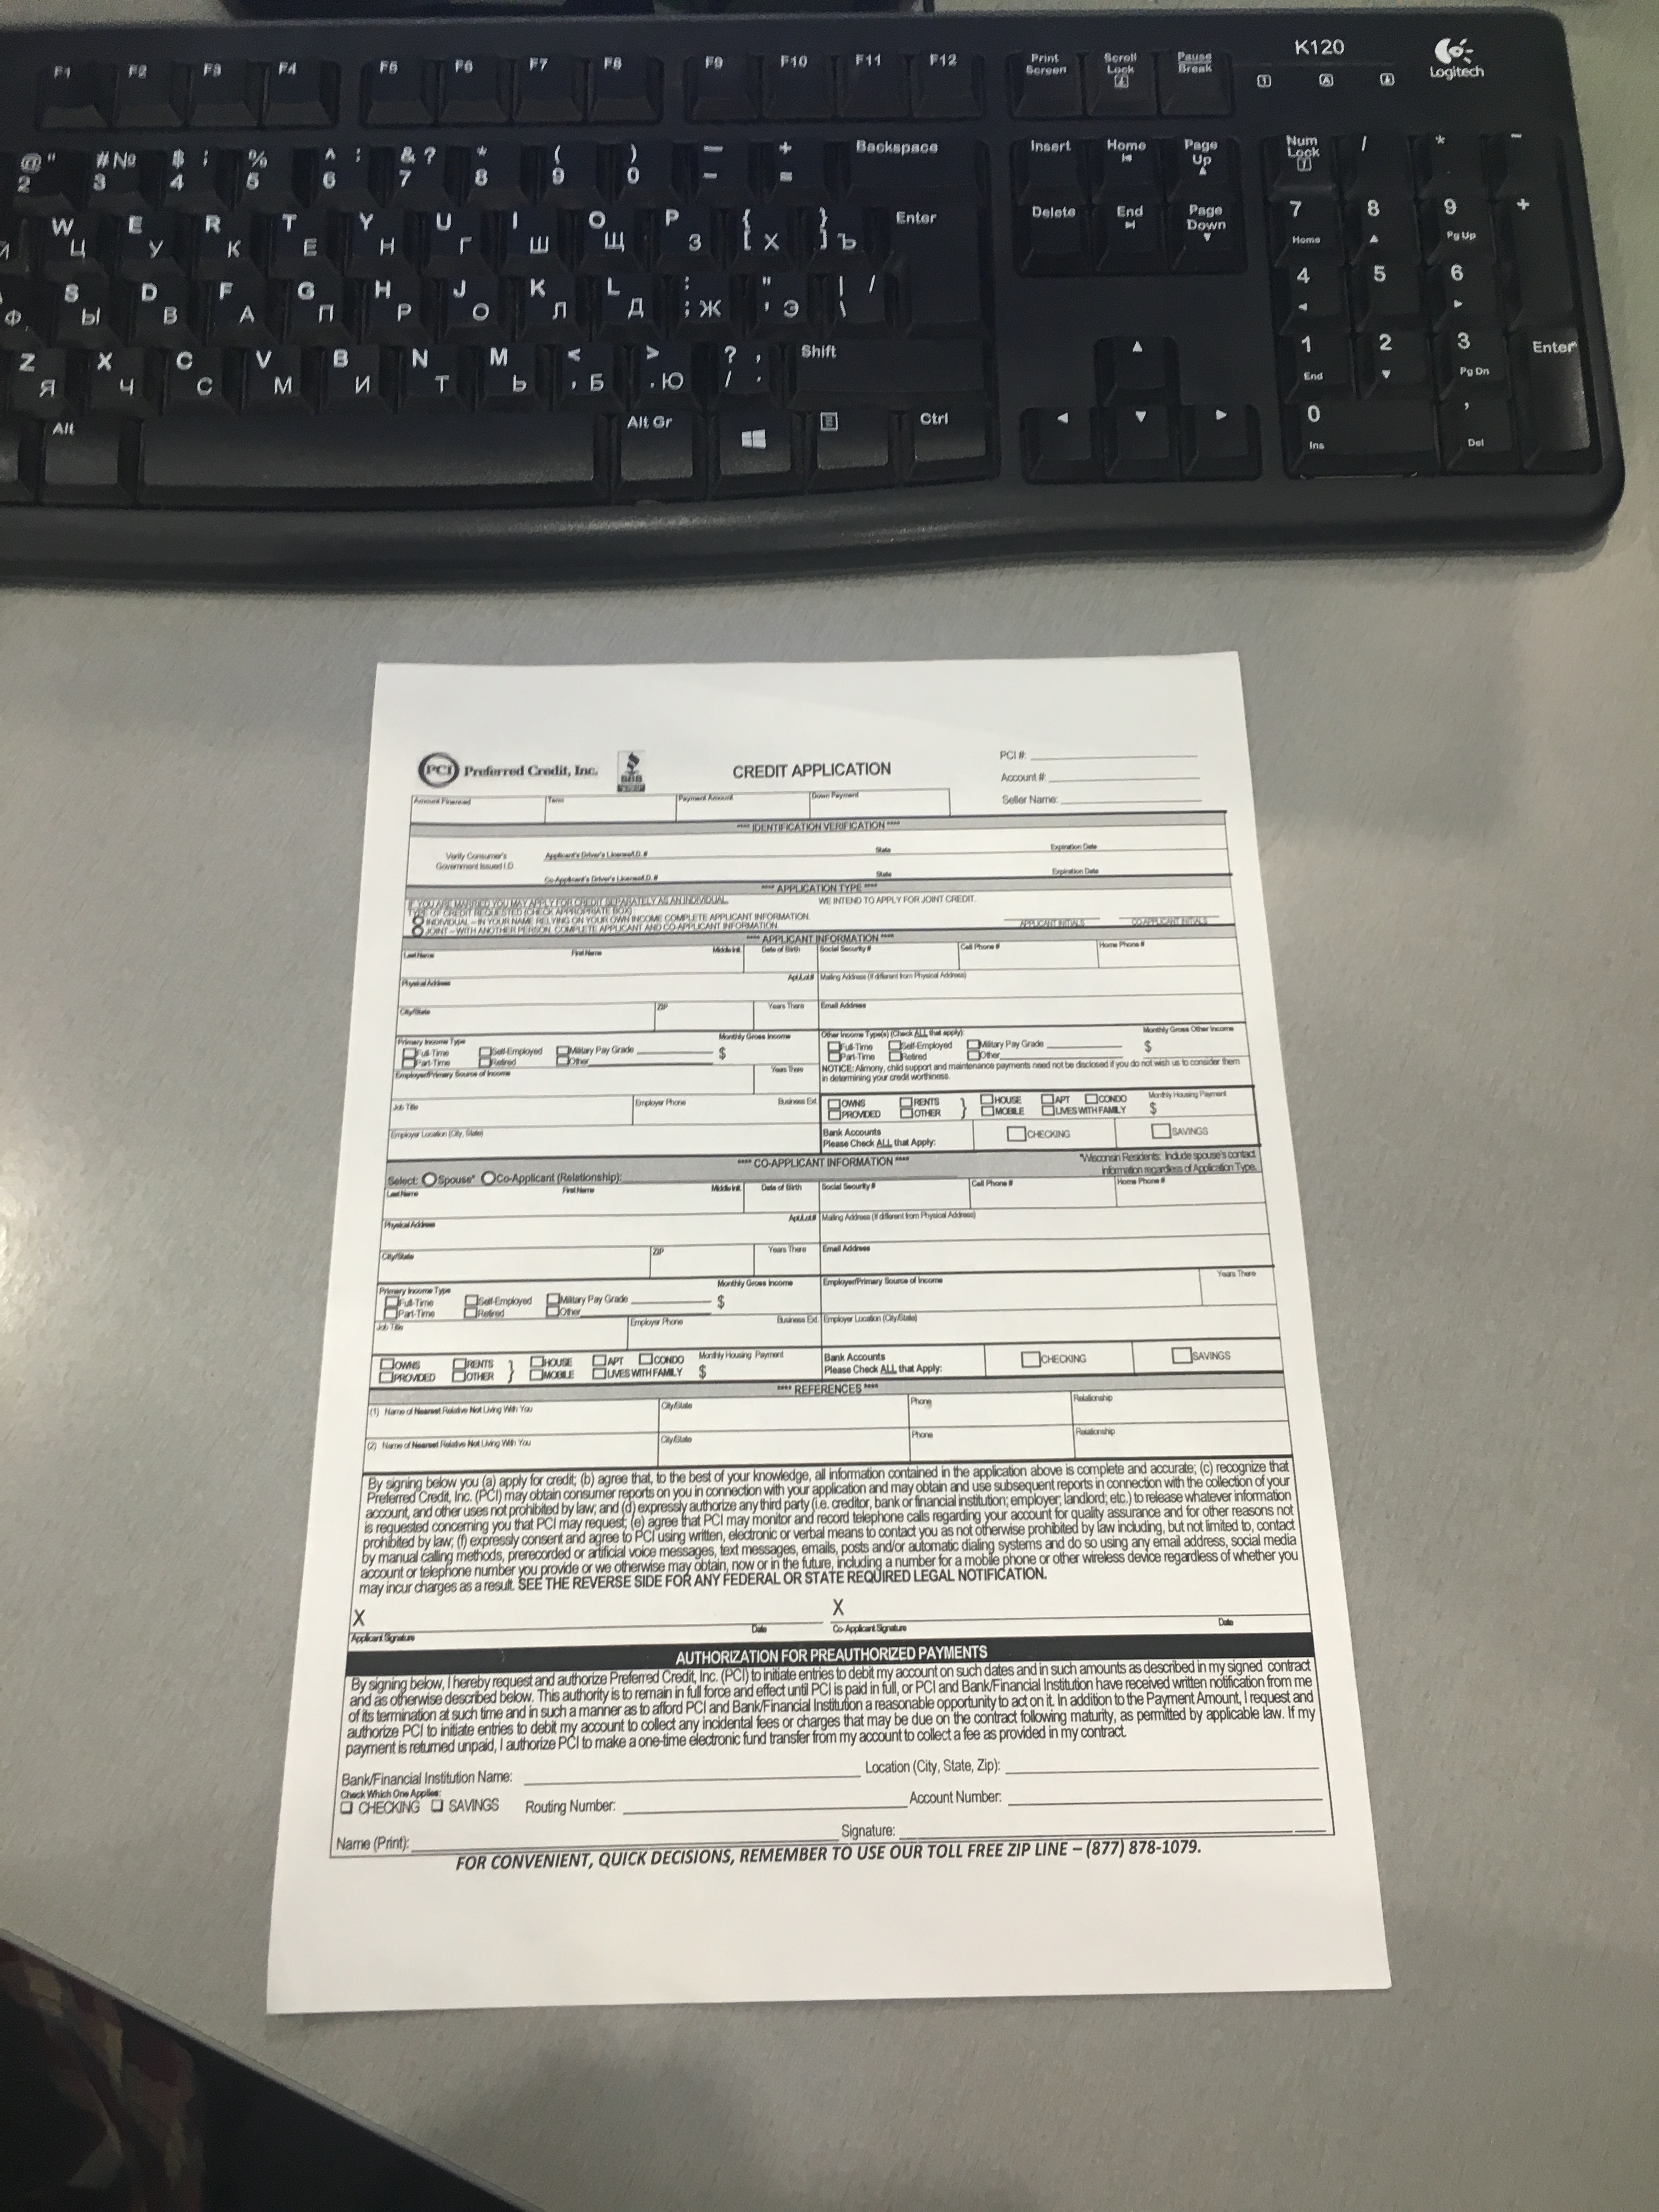 F1 F2 F3 F4 F5 F6 F7 F8 F9 F10 F11 F12 Print Screen Scroll Lock Pause Break K120 Logitech
@ " 2 # № 3 $ ; 4 % 5 ^ : 6 & ? 7 * 8 ( 9 ) 0 — - + = Backspace Insert Home Page Up Num Lock / * -
W Ц E У R К T Е Y Н U Г I Ш O Щ P З { [ Х } ] Ъ Enter Delete End Page Down 7 Home 8 9 Pg Up +
Ф S Ы D В F А G П H Р J О K Л L Д : ; Ж " ' Э | \ / 4 5 6
Z Я X Ч C С V М B И N Т M Ь < , Б > . Ю ? / , . Shift 1 End 2 3 Pg Dn Enter
Alt Alt Gr Ctrl 0 Ins , Del
PCI Preferred Credit, Inc. BBB CREDIT APPLICATION PCI #:
Account #:
Seller Name:
Amount Financed Term Payment Amount Down Payment
**** IDENTIFICATION VERIFICATION ****
Verify Consumer's Government Issued I.D. Applicant's Driver's License/I.D. # State Expiration Date
Co-Applicant's Driver's License/I.D. # State Expiration Date
**** APPLICATION TYPE ****
IF YOU ARE MARRIED YOU MAY APPLY FOR CREDIT SEPARATELY AS AN INDIVIDUAL. WE INTEND TO APPLY FOR JOINT CREDIT.
TYPE OF CREDIT REQUESTED (CHECK APPROPRIATE BOX)
INDIVIDUAL – IN YOUR NAME RELYING ON YOUR OWN INCOME COMPLETE APPLICANT INFORMATION.
JOINT – WITH ANOTHER PERSON, COMPLETE APPLICANT AND CO-APPLICANT INFORMATION. APPLICANT INITIALS CO-APPLICANT INITIALS
**** APPLICANT INFORMATION ****
Last Name First Name Middle Init. Date of Birth Social Security # Cell Phone # Home Phone #
Physical Address Apt/Lot# Mailing Address (If different from Physical Address)
City/State ZIP Years There Email Address
Primary Income Type Monthly Gross Income Other Income Type(s) (Check ALL that apply): Monthly Gross Other Income
Full-Time Self-Employed Military Pay Grade $ Full-Time Self-Employed Military Pay Grade $
Part-Time Retired Other Part-Time Retired Other
Employer/Primary Source of Income Years There NOTICE: Alimony, child support and maintenance payments need not be disclosed if you do not wish us to consider them
in determining your credit worthiness.
Job Title Employer Phone Business Ext. OWNS RENTS } HOUSE APT CONDO Monthly Housing Payment
PROVIDED OTHER MOBILE LIVES WITH FAMILY $
Employer Location (City, State) Bank Accounts
Please Check ALL that Apply: CHECKING SAVINGS
**** CO-APPLICANT INFORMATION **** *Wisconsin Residents: Include spouse's contact
information regardless of Application Type.
Select: Spouse* Co-Applicant (Relationship):
Last Name First Name Middle Init. Date of Birth Social Security # Cell Phone # Home Phone #
Physical Address Apt/Lot# Mailing Address (If different from Physical Address)
City/State ZIP Years There Email Address
Primary Income Type Monthly Gross Income Employer/Primary Source of Income Years There
Full-Time Self-Employed Military Pay Grade $
Part-Time Retired Other
Job Title Employer Phone Business Ext. Employer Location (City/State)
OWNS RENTS } HOUSE APT CONDO Monthly Housing Payment Bank Accounts
PROVIDED OTHER MOBILE LIVES WITH FAMILY $ Please Check ALL that Apply: CHECKING SAVINGS
**** REFERENCES ****
(1) Name of Nearest Relative Not Living With You City/State Phone Relationship
(2) Name of Nearest Relative Not Living With You City/State Phone Relationship
By signing below you (a) apply for credit; (b) agree that, to the best of your knowledge, all information contained in the application above is complete and accurate; (c) recognize that
Preferred Credit, Inc. (PCI) may obtain consumer reports on you in connection with your application and may obtain and use subsequent reports in connection with the collection of your
account, and other uses not prohibited by law; and (d) expressly authorize any third party (i.e. creditor, bank or financial institution; employer; landlord; etc.) to release whatever information
is requested concerning you that PCI may request; (e) agree that PCI may monitor and record telephone calls regarding your account for quality assurance and for other reasons not
prohibited by law; (f) expressly consent and agree to PCI using written, electronic or verbal means to contact you as not otherwise prohibited by law including, but not limited to, contact
by manual calling methods, prerecorded or artificial voice messages, text messages, emails, posts and/or automatic dialing systems and do so using any email address, social media
account or telephone number you provide or we otherwise may obtain, now or in the future, including a number for a mobile phone or other wireless device regardless of whether you
may incur charges as a result. SEE THE REVERSE SIDE FOR ANY FEDERAL OR STATE REQUIRED LEGAL NOTIFICATION.
X X
Applicant Signature Date Co-Applicant Signature Date
AUTHORIZATION FOR PREAUTHORIZED PAYMENTS
By signing below, I hereby request and authorize Preferred Credit, Inc. (PCI) to initiate entries to debit my account on such dates and in such amounts as described in my signed contract
and as otherwise described below. This authority is to remain in full force and effect until PCI is paid in full, or PCI and Bank/Financial Institution have received written notification from me
of its termination at such time and in such a manner as to afford PCI and Bank/Financial Institution a reasonable opportunity to act on it. In addition to the Payment Amount, I request and
authorize PCI to initiate entries to debit my account to collect any incidental fees or charges that may be due on the contract following maturity, as permitted by applicable law. If my
payment is returned unpaid, I authorize PCI to make a one-time electronic fund transfer from my account to collect a fee as provided in my contract.
Bank/Financial Institution Name: Location (City, State, Zip):
Check Which One Applies:
CHECKING SAVINGS Routing Number: Account Number:
Name (Print): Signature:
FOR CONVENIENT, QUICK DECISIONS, REMEMBER TO USE OUR TOLL FREE ZIP LINE – (877) 878-1079.